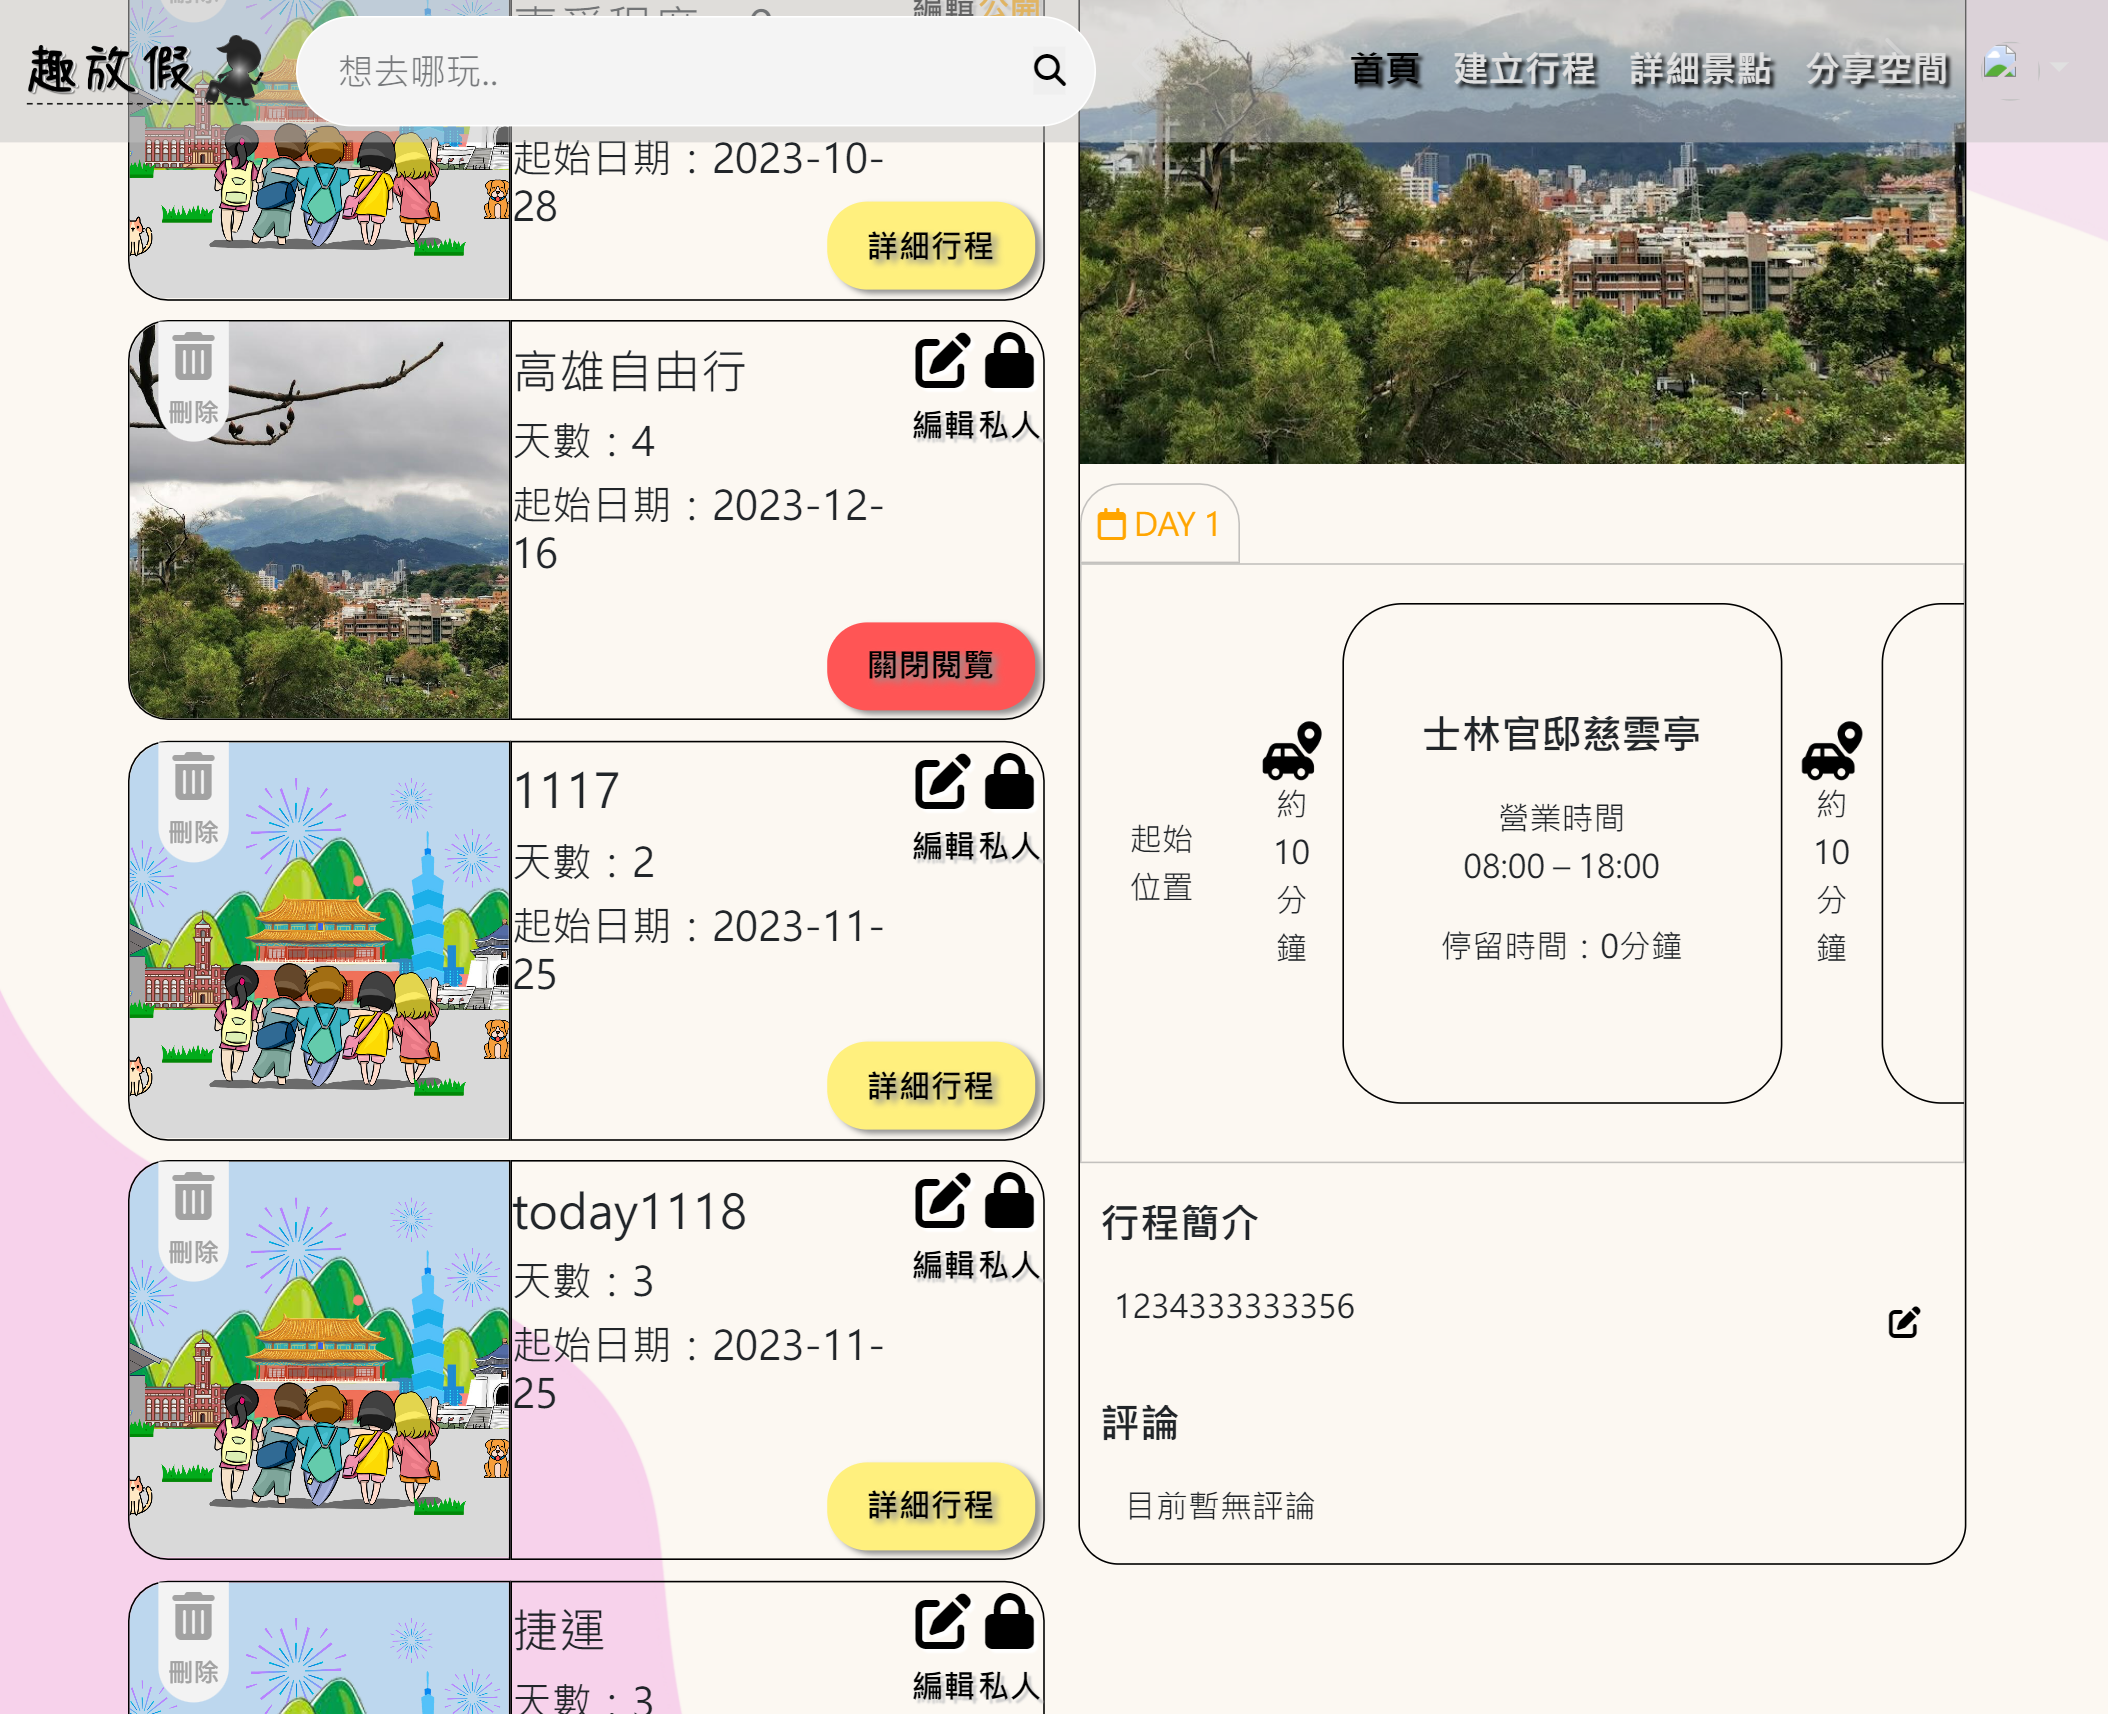 趣放假
想去哪玩..
首頁
建立行程
詳細景點
分享空間
編輯公開
起始日期：2023-10-
28
詳細行程
刪除
高雄自由行
天數：4
起始日期：2023-12-
16
編輯私人
關閉閱覽
刪除
1117
天數：2
起始日期：2023-11-
25
編輯私人
詳細行程
刪除
today1118
天數：3
起始日期：2023-11-
25
編輯私人
詳細行程
刪除
捷運
天數：3
編輯私人
DAY 1
起始
位置
約
10
分
鐘
士林官邸慈雲亭
營業時間
08:00 – 18:00
停留時間：0分鐘
約
10
分
鐘
行程簡介
1234333333356
評論
目前暫無評論